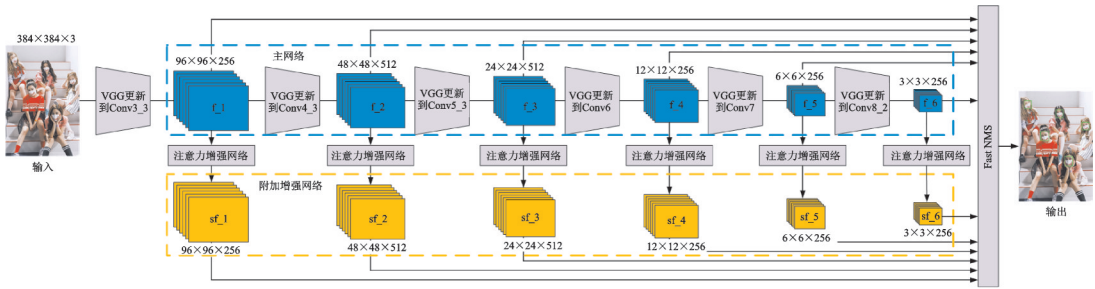 384×384×3
输入
主网络
96×96×256
48×48×512
24×24×512
12×12×256
6×6×256
3×3×256
VGG更新
到Conv3_3
f_1
VGG更新
到Conv4_3
f_2
VGG更新
到Conv5_3
f_3
VGG更新
到Conv6
f_4
VGG更新
到Conv7
f_5
VGG更新
到Conv8_2
f_6
注意力增强网络
注意力增强网络
注意力增强网络
注意力增强网络
注意力增强网络
注意力增强网络
附加增强网络
sf_1
sf_2
sf_3
sf_4
sf_5
sf_6
96×96×256
48×48×512
24×24×512
12×12×256
6×6×256
3×3×256
Fast NMS
输出